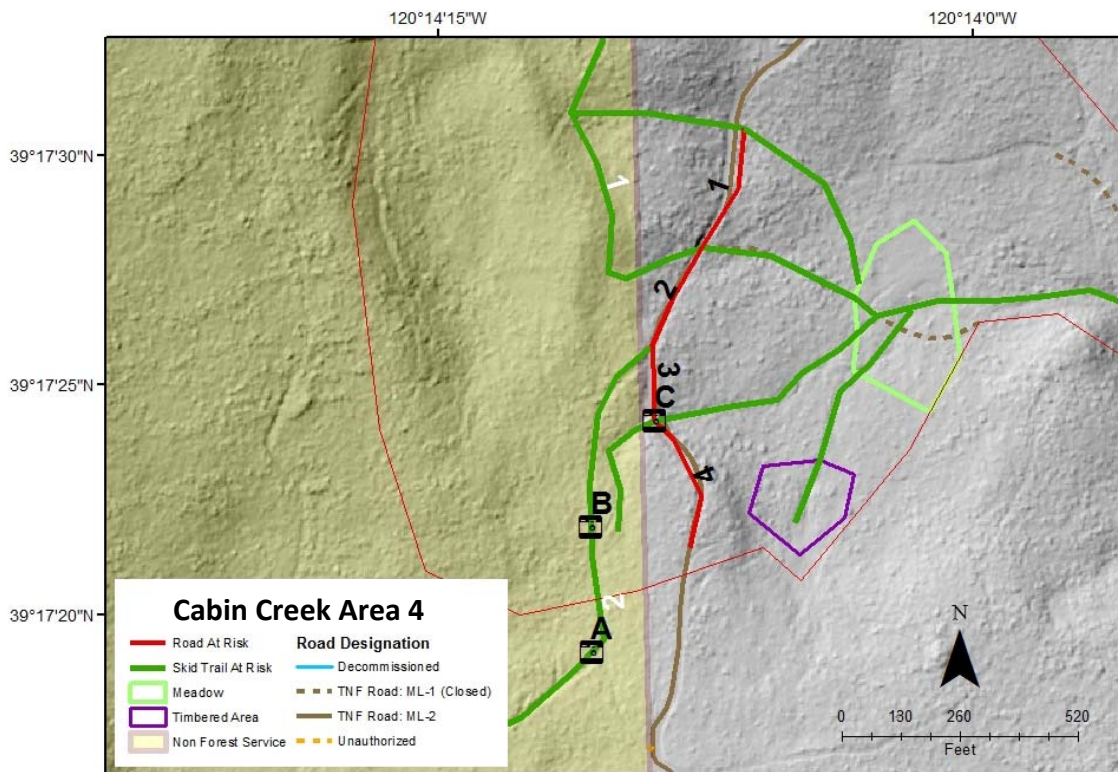 120°14'15"W
120°14'0"W
39°17'30"N
39°17'25"N
39°17'20"N
1
1
2
3
C
4
B
2
A
Cabin Creek Area 4
Road At Risk
Skid Trail At Risk
Meadow
Timbered Area
Non Forest Service
Road Designation
Decommissioned
TNF Road: ML-1 (Closed)
TNF Road: ML-2
Unauthorized
N
0 130 260 520
Feet